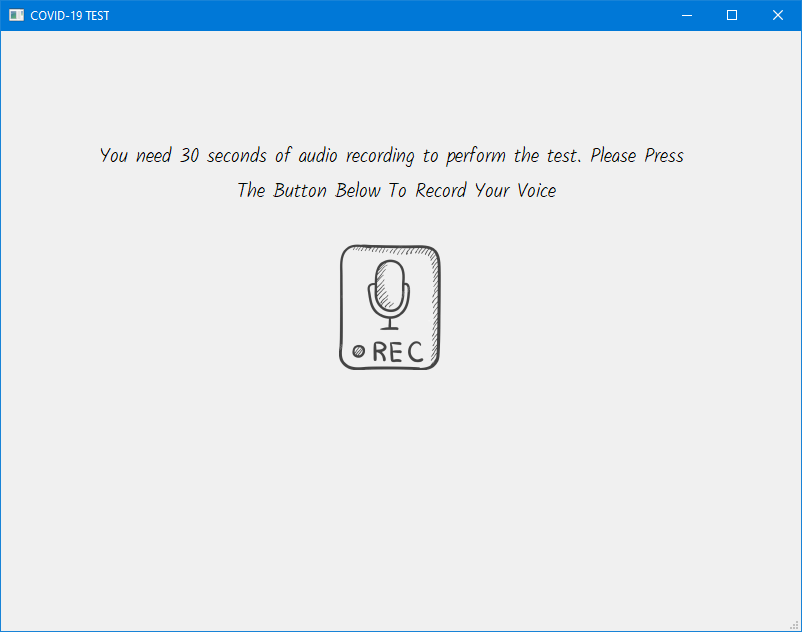 COVID-19 TEST
You need 30 seconds of audio recording to perform the test. Please Press
The Button Below To Record Your Voice
REC